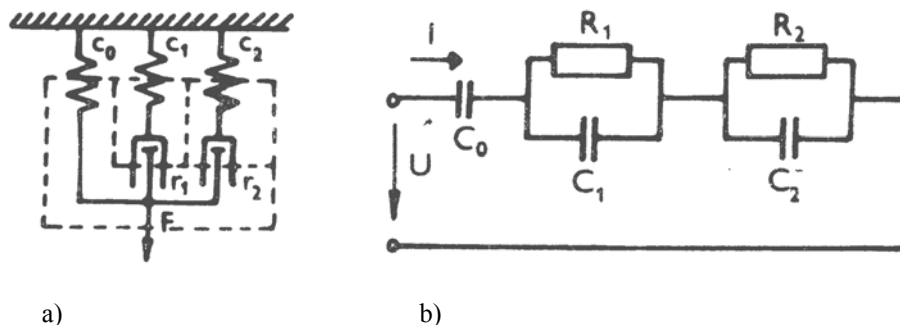 c₀ c₁ c₂
r₁ r₂
F
i R₁ R₂
U C₀
C₁ C₂
a) b)